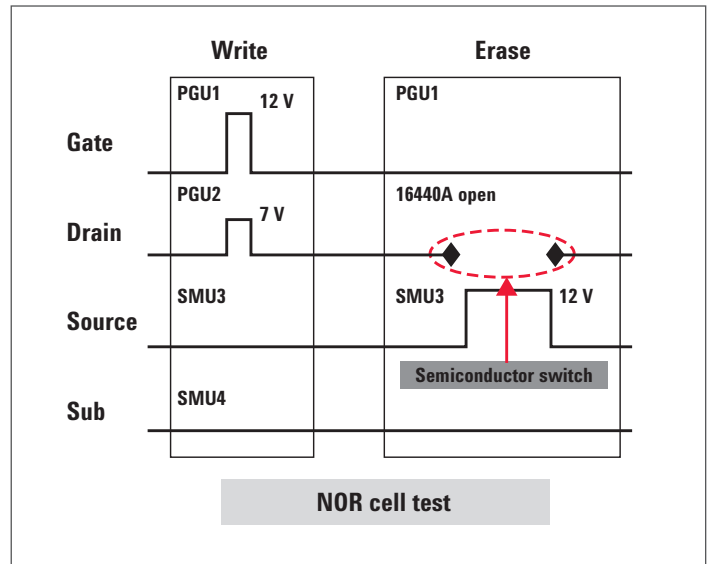 Write
Erase
PGU1
12 V
PGU1
Gate
PGU2
7 V
16440A open
Drain
SMU3
SMU3
12 V
Source
Semiconductor switch
SMU4
Sub
NOR cell test